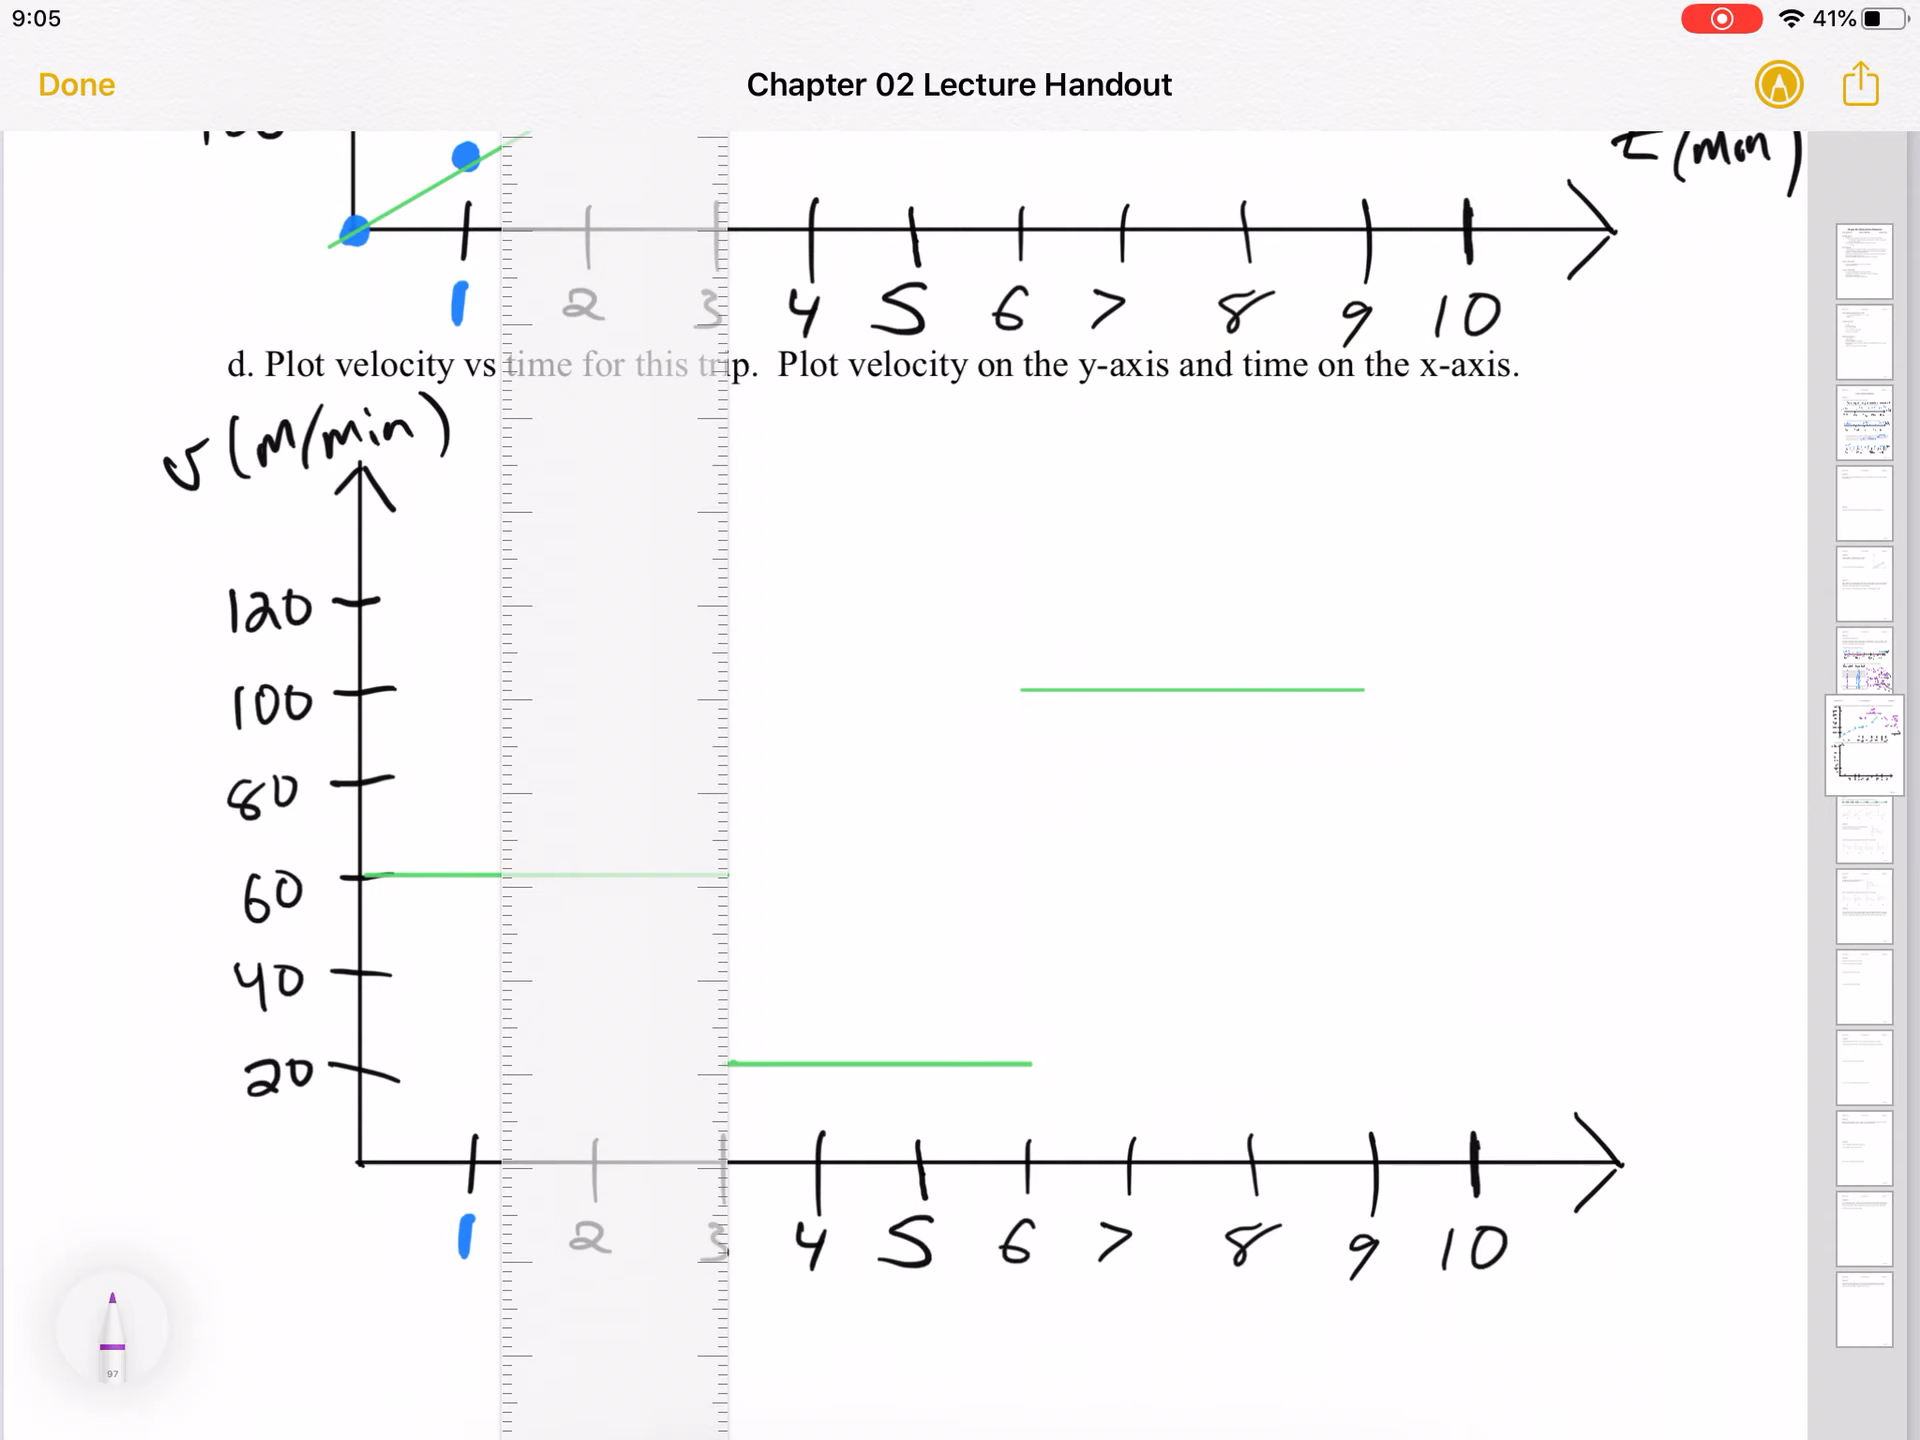 9:05
41%
Done
Chapter 02 Lecture Handout
t (min)
1 2 3 4 5 6 7 8 9 10
d. Plot velocity vs time for this trip. Plot velocity on the y-axis and time on the x-axis.
v (m/min)
120
100
80
60
40
20
1 2 3 4 5 6 7 8 9 10
97